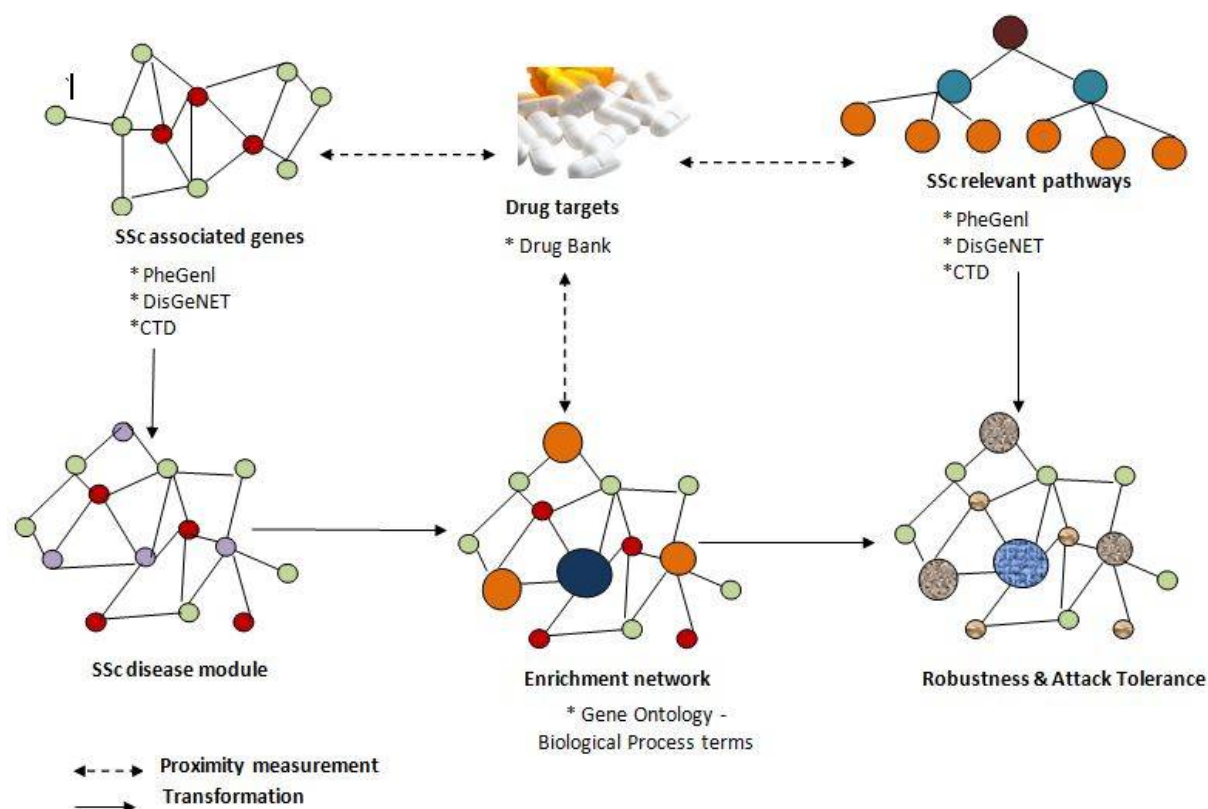 `|
SSc associated genes
* PheGenI
* DisGeNET
*CTD
Drug targets
* Drug Bank
SSc relevant pathways
* PheGenI
* DisGeNET
*CTD
SSc disease module
Enrichment network
* Gene Ontology -
Biological Process terms
Robustness & Attack Tolerance
Proximity measurement
Transformation